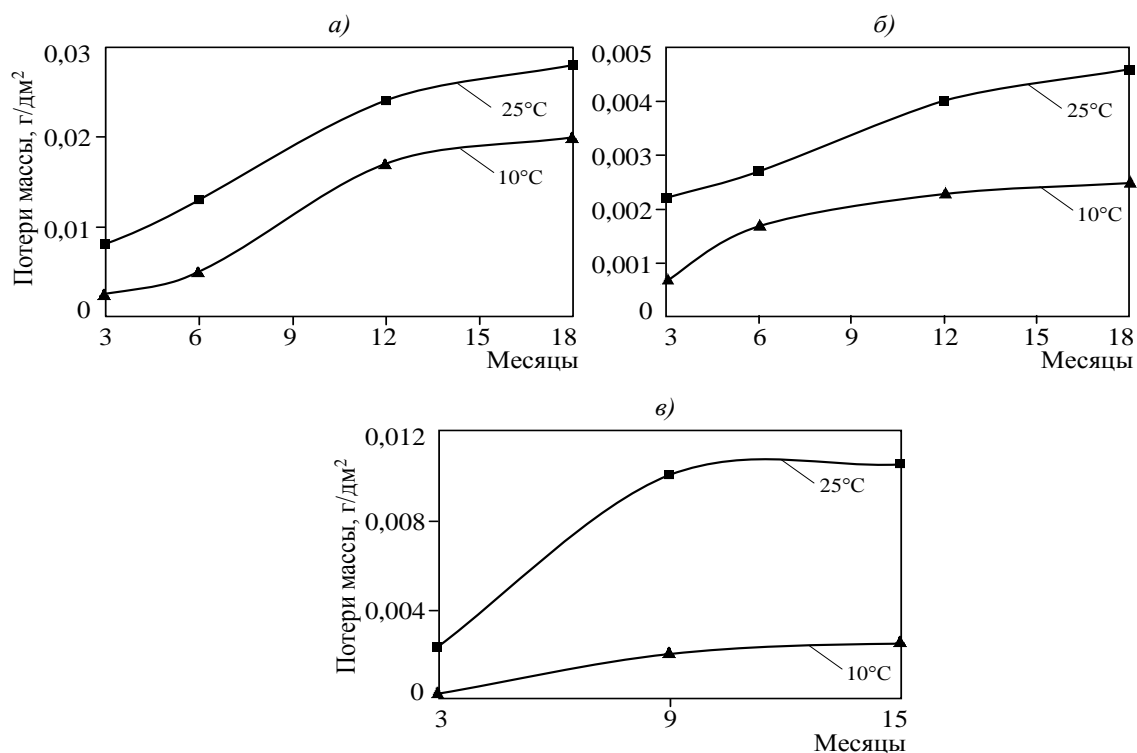 а)
Потери массы, г/дм²
0,03
0,02
0,01
0
25°C
10°C
3 6 9 12 15 18
Месяцы
б)
0,005
0,004
0,003
0,002
0,001
0
25°C
10°C
3 6 9 12 15 18
Месяцы
в)
Потери массы, г/дм²
0,012
0,008
0,004
0
25°C
10°C
3 9 15
Месяцы